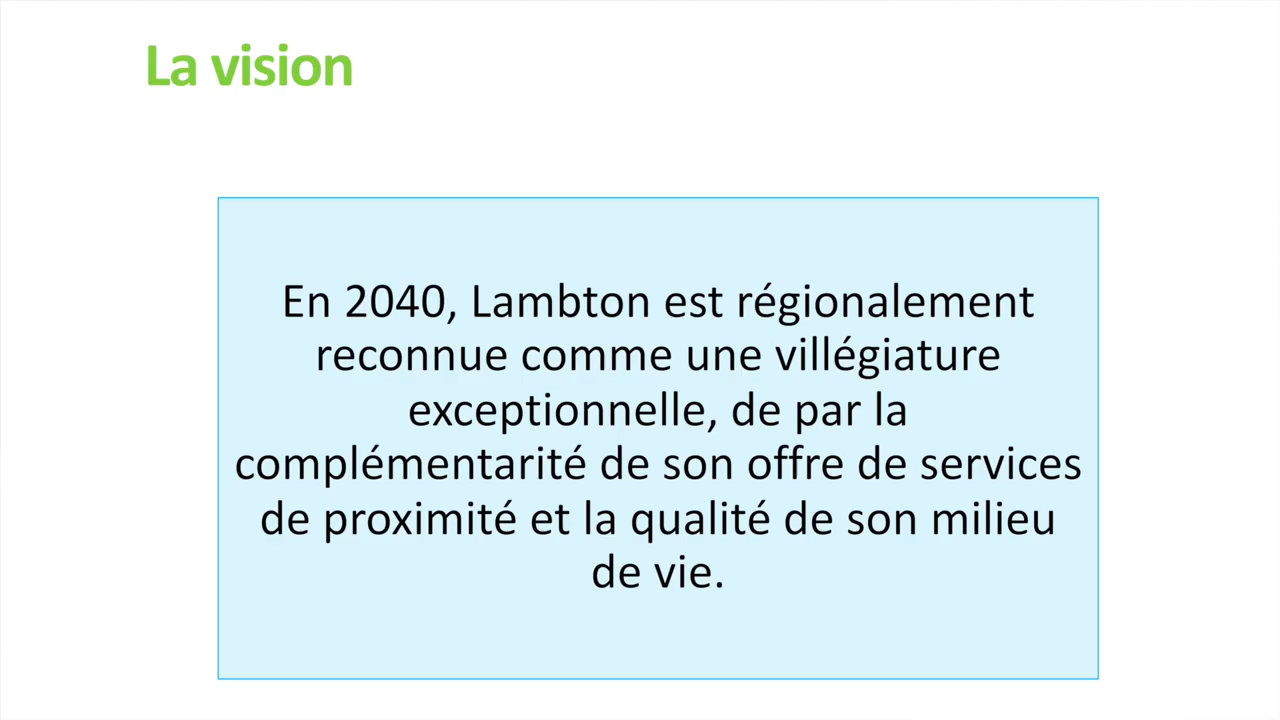 La vision
En 2040, Lambton est régionalement
reconnue comme une villégiature
exceptionnelle, de par la
complémentarité de son offre de services
de proximité et la qualité de son milieu
de vie.